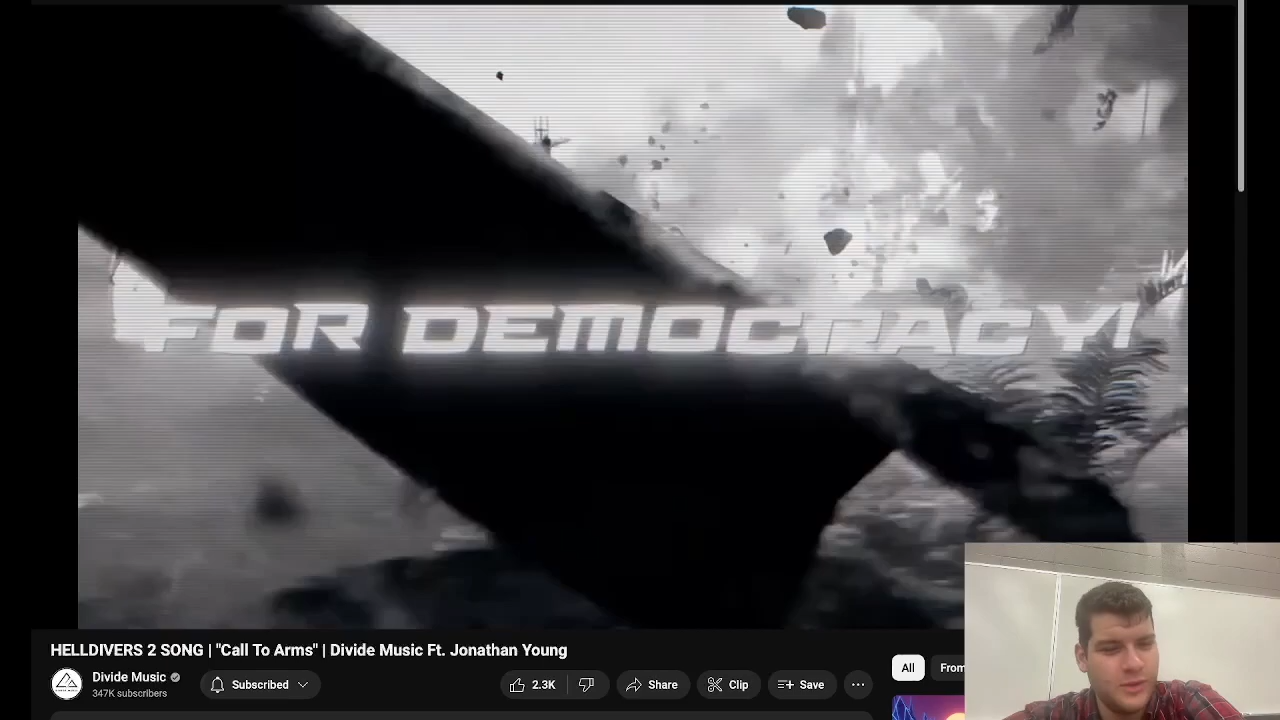 FOR DEMOCRACY!
HELLDIVERS 2 SONG | "Call To Arms" | Divide Music Ft. Jonathan Young
Divide Music
347K subscribers
Subscribed
2.3K
Share
Clip
Save
All
From